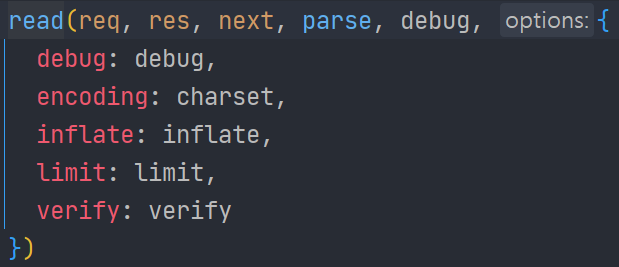 read(req, res, next, parse, debug, options:{
debug: debug,
encoding: charset,
inflate: inflate,
limit: limit,
verify: verify
})